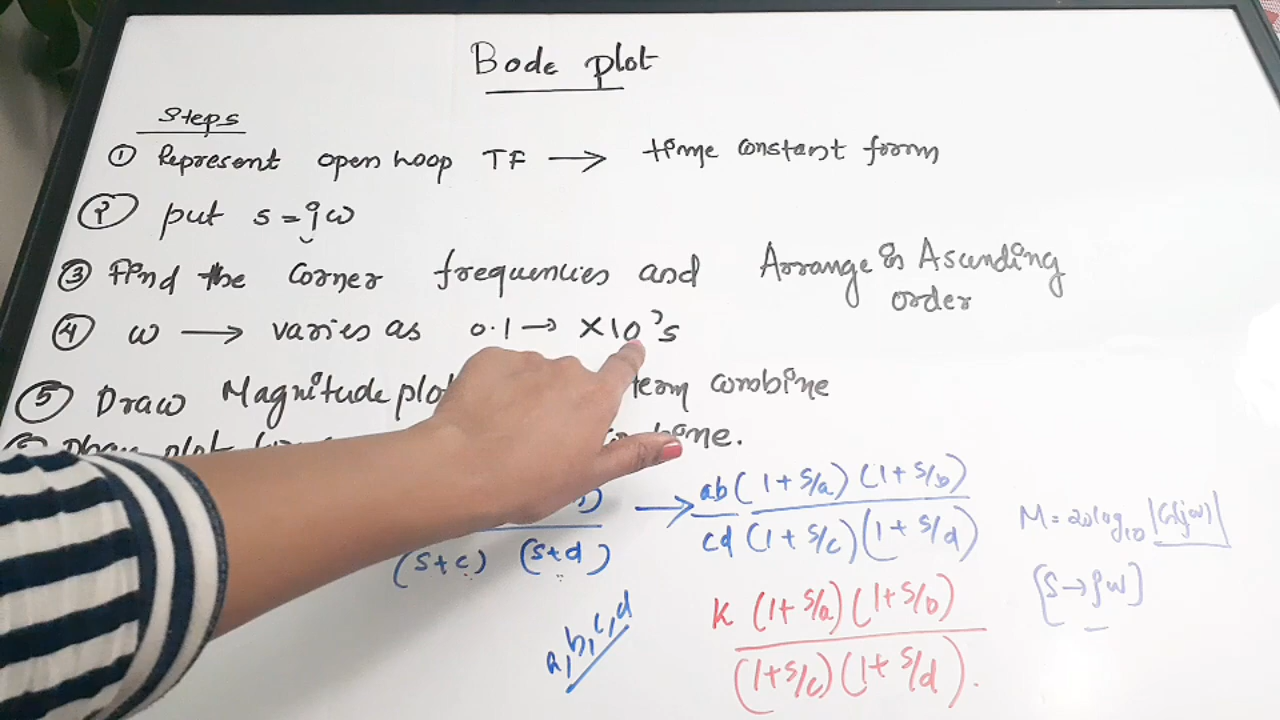 Bode plot
Steps
① Represent open loop TF → time constant form
② put s = jω
③ Find the corner frequencies and Arrange in Ascending order
④ ω → varies as 0.1 → ×10's
⑤ Draw Magnitude plot term combine
plot
(s+c) (s+d) → ab(1+s/a)(1+s/b) / cd(1+s/c)(1+s/d)
M = 20log₁₀ |G(jω)|
[s→jω]
a,b,c,d
K(1+s/a)(1+s/b) / (1+s/c)(1+s/d).